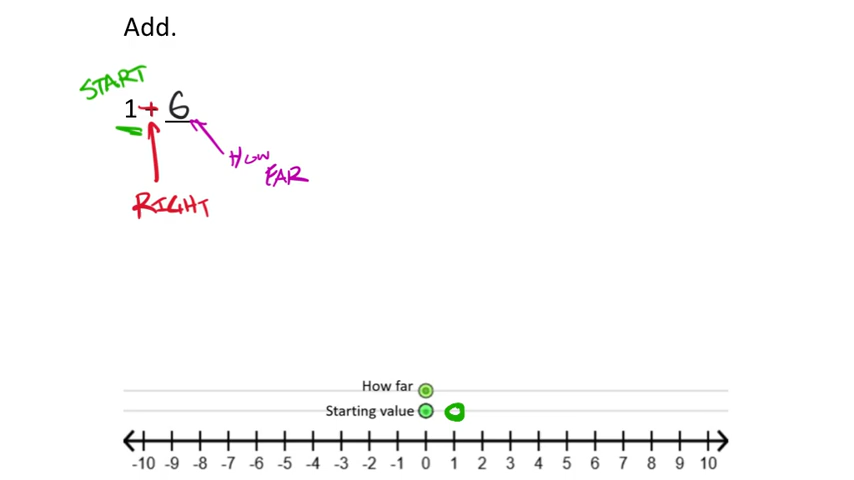 Add.
START
1 + 6
HOW
FAR
RIGHT
How far
Starting value
-10 -9 -8 -7 -6 -5 -4 -3 -2 -1 0 1 2 3 4 5 6 7 8 9 10